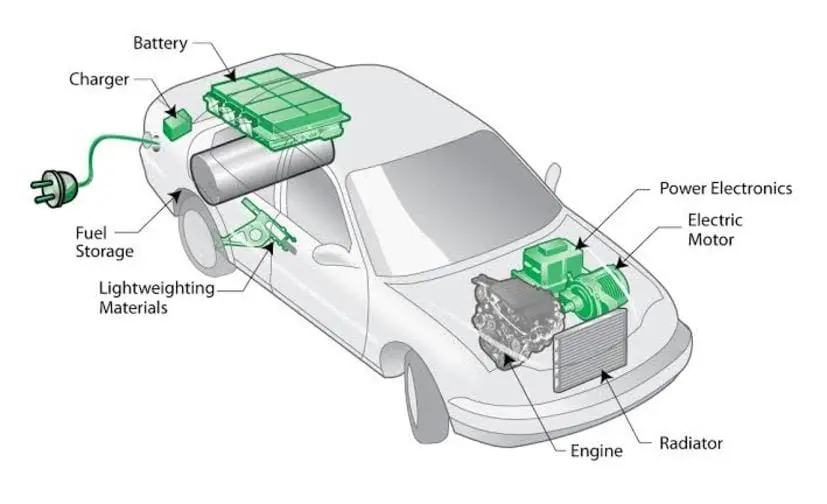 Battery
Charger
Fuel
Storage
Lightweighting
Materials
Power Electronics
Electric
Motor
Engine
Radiator